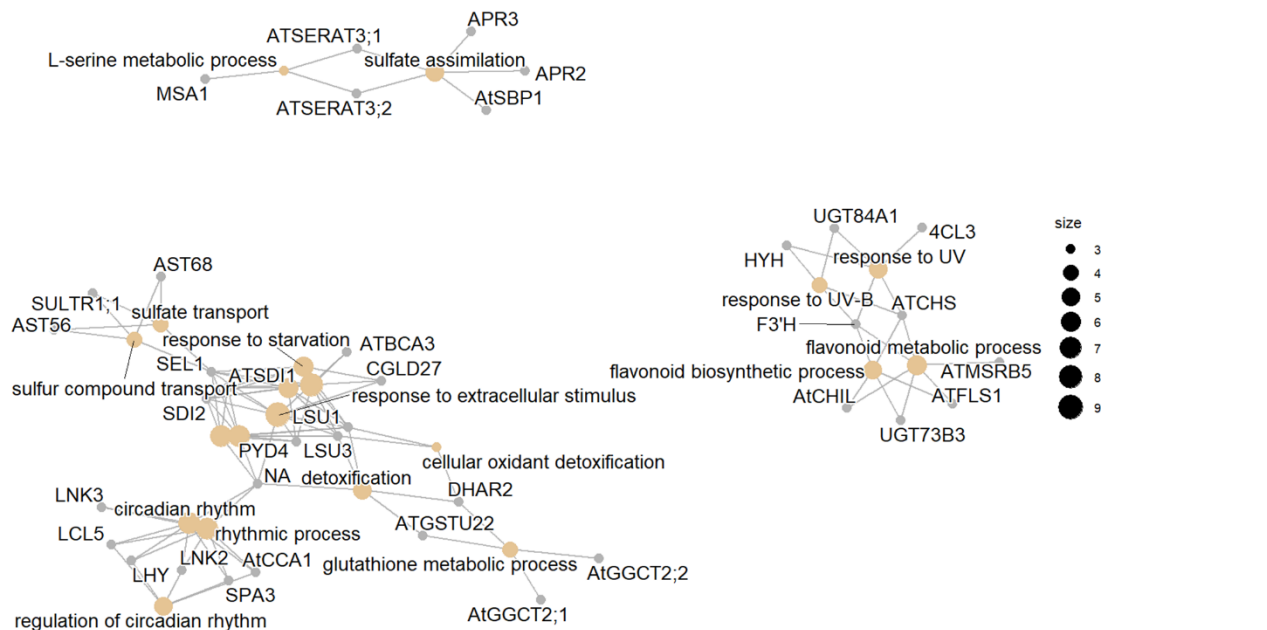 APR3
ATSERAT3;1
L-serine metabolic process
sulfate assimilation
APR2
MSA1
AtSBP1
ATSERAT3;2
UGT84A1
size
4CL3
3
HYH
response to UV
AST68
4
response to UV-B
ATCHS
5
SULTR1;1
sulfate transport
AST56
F3'H
6
response to starvation
ATBCA3
flavonoid metabolic process
7
SEL1
ATSDI1
CGLD27
flavonoid biosynthetic process
ATMSRB5
8
sulfur compound transport
response to extracellular stimulus
AtCHIL
ATFLS1
9
SDI2
LSU1
UGT73B3
PYD4
LSU3
cellular oxidant detoxification
NA
detoxification
DHAR2
LNK3
circadian rhythm
ATGSTU22
LCL5
rhythmic process
LNK2
AtCCA1
glutathione metabolic process
AtGGCT2;2
LHY
SPA3
AtGGCT2;1
regulation of circadian rhythm